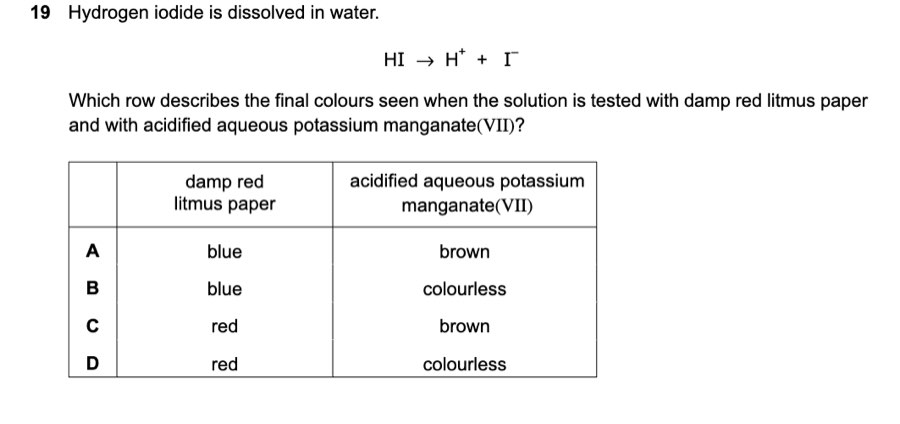 19 Hydrogen iodide is dissolved in water.
HI → H⁺ + I⁻
Which row describes the final colours seen when the solution is tested with damp red litmus paper
and with acidified aqueous potassium manganate(VII)?
damp red litmus paper | acidified aqueous potassium manganate(VII)
A blue brown
B blue colourless
C red brown
D red colourless